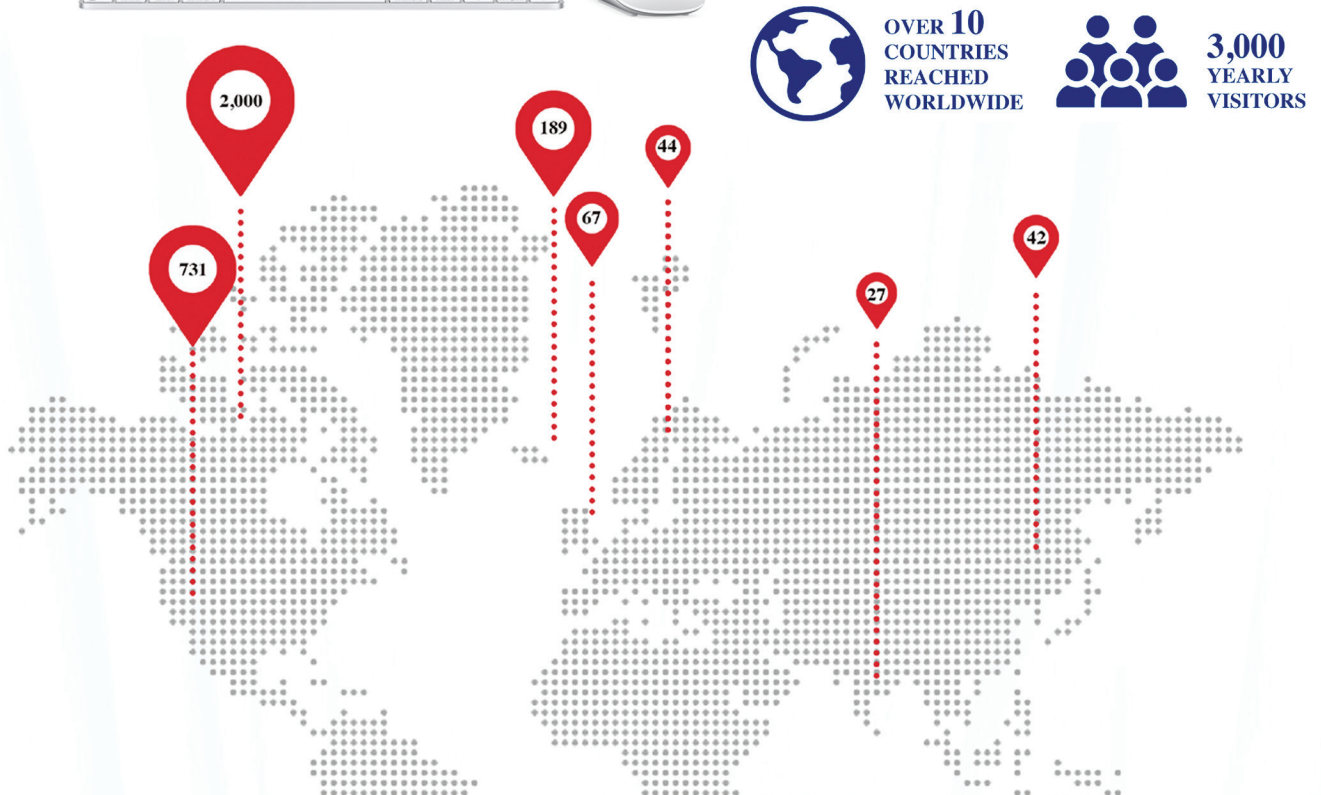 OVER 10
COUNTRIES
REACHED
WORLDWIDE
3,000
YEARLY
VISITORS
2,000
189
44
67
731
42
27